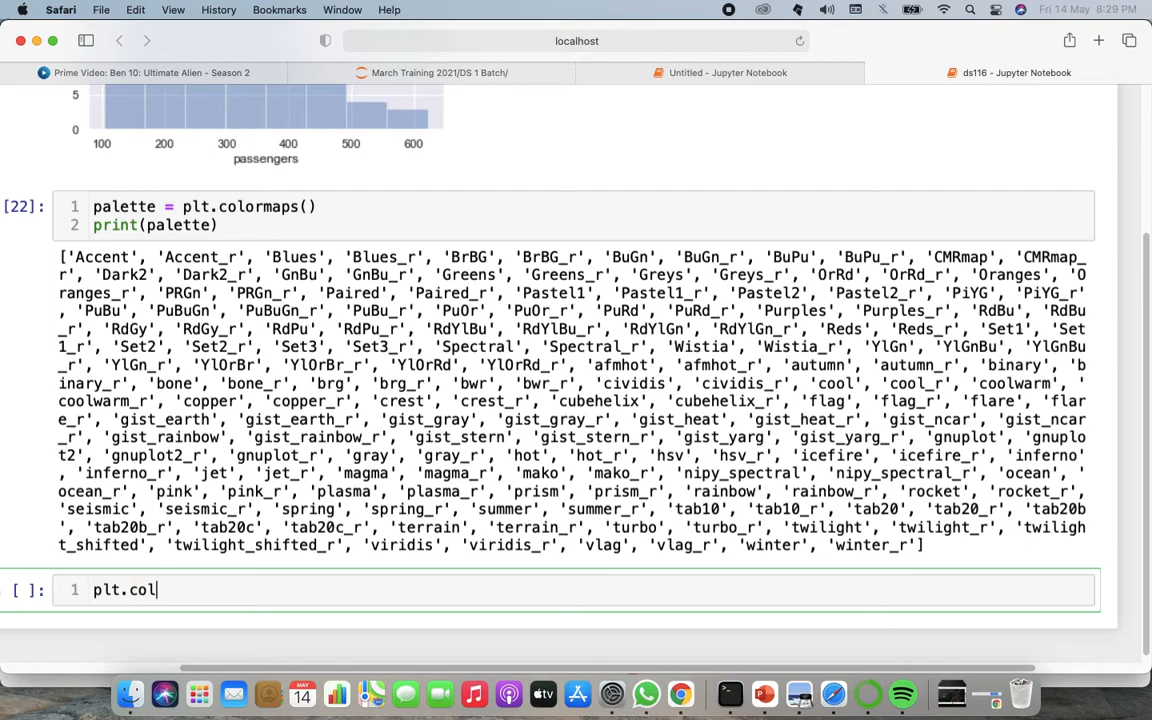 Safari File Edit View History Bookmarks Window Help Fri 14 May 8:29 PM
localhost
Prime Video: Ben 10: Ultimate Alien - Season 2
March Training 2021/DS 1 Batch/
Untitled - Jupyter Notebook
ds116 - Jupyter Notebook
5
0
100 200 300 400 500 600
passengers
[22]:
1 palette = plt.colormaps()
2 print(palette)
['Accent', 'Accent_r', 'Blues', 'Blues_r', 'BrBG', 'BrBG_r', 'BuGn', 'BuGn_r', 'BuPu', 'BuPu_r', 'CMRmap', 'CMRmap_
r', 'Dark2', 'Dark2_r', 'GnBu', 'GnBu_r', 'Greens', 'Greens_r', 'Greys', 'Greys_r', 'OrRd', 'OrRd_r', 'Oranges', 'O
ranges_r', 'PRGn', 'PRGn_r', 'Paired', 'Paired_r', 'Pastel1', 'Pastel1_r', 'Pastel2', 'Pastel2_r', 'PiYG', 'PiYG_r'
, 'PuBu', 'PuBuGn', 'PuBuGn_r', 'PuBu_r', 'PuOr', 'PuOr_r', 'PuRd', 'PuRd_r', 'Purples', 'Purples_r', 'RdBu', 'RdBu
_r', 'RdGy', 'RdGy_r', 'RdPu', 'RdPu_r', 'RdYlBu', 'RdYlBu_r', 'RdYlGn', 'RdYlGn_r', 'Reds', 'Reds_r', 'Set1', 'Set
1_r', 'Set2', 'Set2_r', 'Set3', 'Set3_r', 'Spectral', 'Spectral_r', 'Wistia', 'Wistia_r', 'YlGn', 'YlGnBu', 'YlGnBu
_r', 'YlGn_r', 'YlOrBr', 'YlOrBr_r', 'YlOrRd', 'YlOrRd_r', 'afmhot', 'afmhot_r', 'autumn', 'autumn_r', 'binary', 'b
inary_r', 'bone', 'bone_r', 'brg', 'brg_r', 'bwr', 'bwr_r', 'cividis', 'cividis_r', 'cool', 'cool_r', 'coolwarm', '
coolwarm_r', 'copper', 'copper_r', 'crest', 'crest_r', 'cubehelix', 'cubehelix_r', 'flag', 'flag_r', 'flare', 'flar
e_r', 'gist_earth', 'gist_earth_r', 'gist_gray', 'gist_gray_r', 'gist_heat', 'gist_heat_r', 'gist_ncar', 'gist_ncar
_r', 'gist_rainbow', 'gist_rainbow_r', 'gist_stern', 'gist_stern_r', 'gist_yarg', 'gist_yarg_r', 'gnuplot', 'gnuplo
t2', 'gnuplot2_r', 'gnuplot_r', 'gray', 'gray_r', 'hot', 'hot_r', 'hsv', 'hsv_r', 'icefire', 'icefire_r', 'inferno'
, 'inferno_r', 'jet', 'jet_r', 'magma', 'magma_r', 'mako', 'mako_r', 'nipy_spectral', 'nipy_spectral_r', 'ocean', '
ocean_r', 'pink', 'pink_r', 'plasma', 'plasma_r', 'prism', 'prism_r', 'rainbow', 'rainbow_r', 'rocket', 'rocket_r',
'seismic', 'seismic_r', 'spring', 'spring_r', 'summer', 'summer_r', 'tab10', 'tab10_r', 'tab20', 'tab20_r', 'tab20b
', 'tab20b_r', 'tab20c', 'tab20c_r', 'terrain', 'terrain_r', 'turbo', 'turbo_r', 'twilight', 'twilight_r', 'twiligh
t_shifted', 'twilight_shifted_r', 'viridis', 'viridis_r', 'vlag', 'vlag_r', 'winter', 'winter_r']
[ ]:
1 plt.col
MAY
14
tv